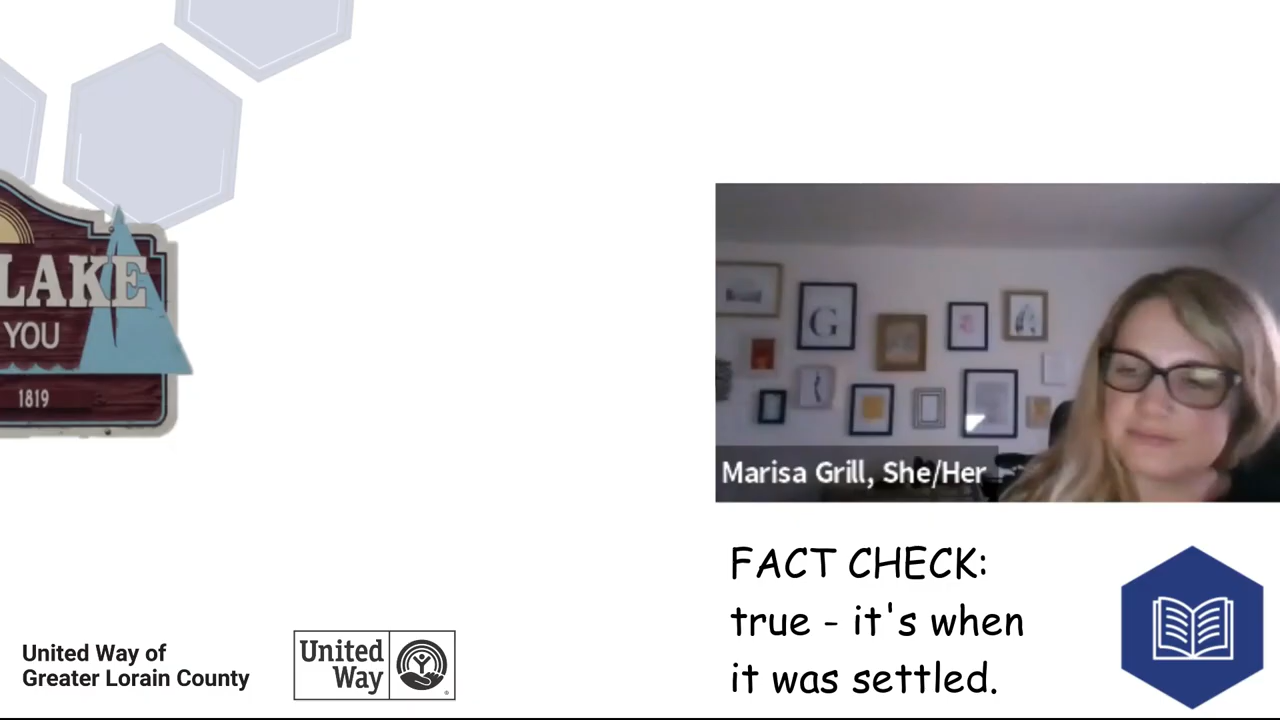 LAKE
YOU
1819
G
Marisa Grill, She/Her
FACT CHECK:
true - it's when
it was settled.
United Way of
Greater Lorain County
United
Way